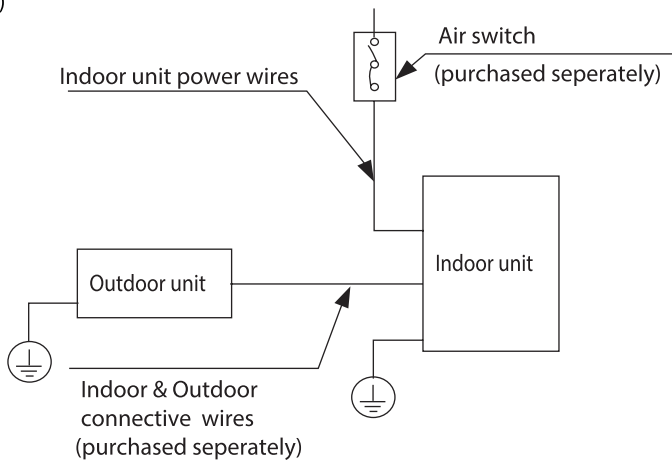 )
Air switch
(purchased seperately)
Indoor unit power wires
Indoor unit
Outdoor unit
Indoor & Outdoor
connective wires
(purchased seperately)